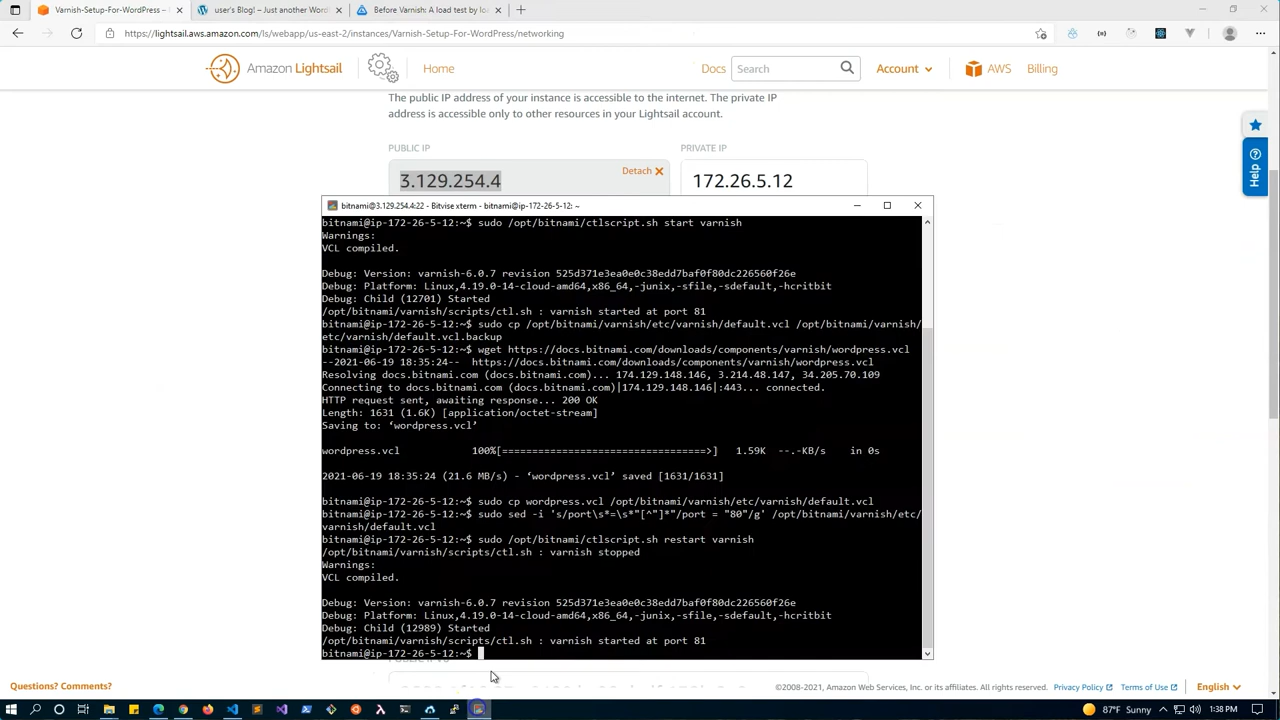 Varnish-Setup-For-WordPress –
user's Blog! – Just another Word
Before Varnish: A load test by lo
https://lightsail.aws.amazon.com/ls/webapp/us-east-2/instances/Varnish-Setup-For-WordPress/networking
Amazon Lightsail
Home
Docs
Search
Account
AWS
Billing
The public IP address of your instance is accessible to the internet. The private IP
address is accessible only to other resources in your Lightsail account.
PUBLIC IP
PRIVATE IP
3.129.254.4
Detach
172.26.5.12
Help
bitnami@3.129.254.4:22 - Bitvise xterm - bitnami@ip-172-26-5-12: ~
bitnami@ip-172-26-5-12:~$ sudo /opt/bitnami/ctlscript.sh start varnish
Warnings:
VCL compiled.
Debug: Version: varnish-6.0.7 revision 525d371e3ea0e0c38edd7baf0f80dc226560f26e
Debug: Platform: Linux,4.19.0-14-cloud-amd64,x86_64,-junix,-sfile,-sdefault,-hcritbit
Debug: Child (12701) Started
/opt/bitnami/varnish/scripts/ctl.sh : varnish started at port 81
bitnami@ip-172-26-5-12:~$ sudo cp /opt/bitnami/varnish/etc/varnish/default.vcl /opt/bitnami/varnish/
etc/varnish/default.vcl.backup
bitnami@ip-172-26-5-12:~$ wget https://docs.bitnami.com/downloads/components/varnish/wordpress.vcl
--2021-06-19 18:35:24-- https://docs.bitnami.com/downloads/components/varnish/wordpress.vcl
Resolving docs.bitnami.com (docs.bitnami.com)... 174.129.148.146, 3.214.48.147, 34.205.70.109
Connecting to docs.bitnami.com (docs.bitnami.com)|174.129.148.146|:443... connected.
HTTP request sent, awaiting response... 200 OK
Length: 1631 (1.6K) [application/octet-stream]
Saving to: ‘wordpress.vcl’
wordpress.vcl 100%[===================================>] 1.59K --.-KB/s in 0s
2021-06-19 18:35:24 (21.6 MB/s) - ‘wordpress.vcl’ saved [1631/1631]
bitnami@ip-172-26-5-12:~$ sudo cp wordpress.vcl /opt/bitnami/varnish/etc/varnish/default.vcl
bitnami@ip-172-26-5-12:~$ sudo sed -i 's/port\s*=\s*"[^"]*"/port = "80"/g' /opt/bitnami/varnish/etc/
varnish/default.vcl
bitnami@ip-172-26-5-12:~$ sudo /opt/bitnami/ctlscript.sh restart varnish
/opt/bitnami/varnish/scripts/ctl.sh : varnish stopped
Warnings:
VCL compiled.
Debug: Version: varnish-6.0.7 revision 525d371e3ea0e0c38edd7baf0f80dc226560f26e
Debug: Platform: Linux,4.19.0-14-cloud-amd64,x86_64,-junix,-sfile,-sdefault,-hcritbit
Debug: Child (12989) Started
/opt/bitnami/varnish/scripts/ctl.sh : varnish started at port 81
bitnami@ip-172-26-5-12:~$
Questions? Comments?
©2008-2021, Amazon Web Services, Inc. or its affiliates. All rights reserved.
Privacy Policy
Terms of Use
English
87°F Sunny
1:38 PM